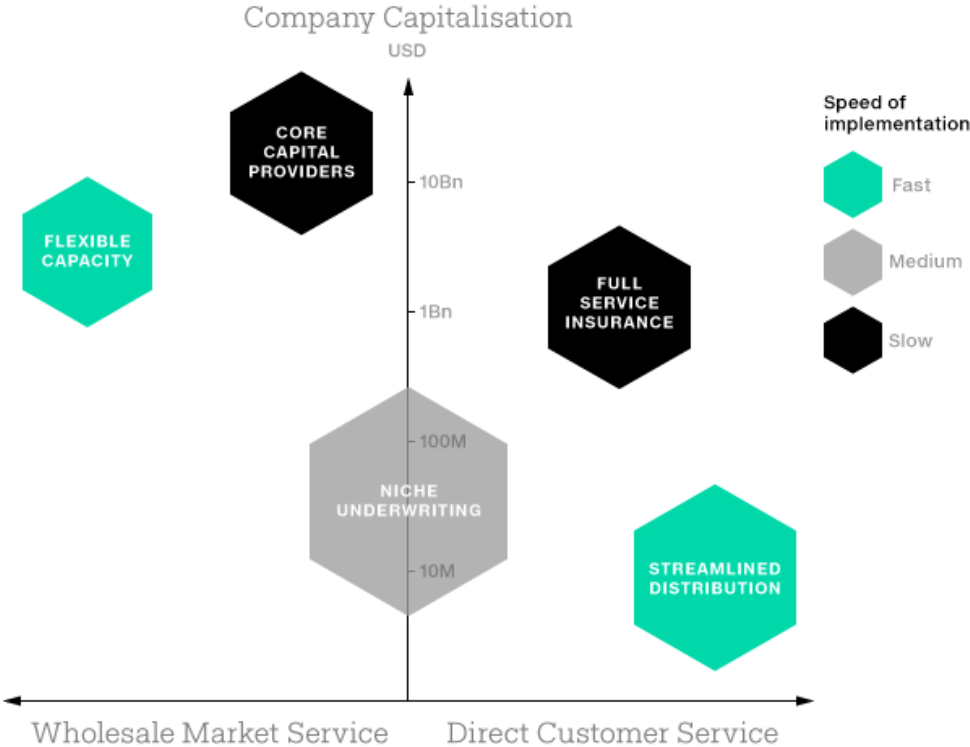 Company Capitalisation
USD
CORE
CAPITAL
PROVIDERS
10Bn
FLEXIBLE
CAPACITY
FULL
SERVICE
INSURANCE
1Bn
100M
NICHE
UNDERWRITING
10M
STREAMLINED
DISTRIBUTION
Wholesale Market Service
Direct Customer Service
Speed of
implementation
Fast
Medium
Slow